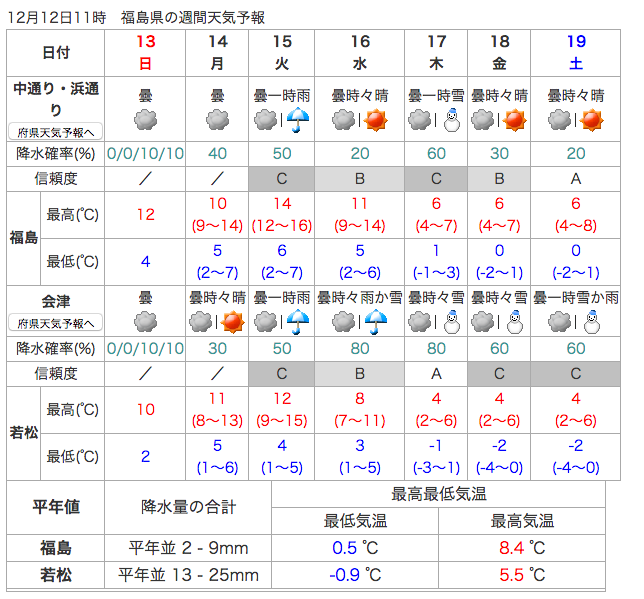 12月12日11時 福島県の週間天気予報
日付 13 日 14 月 15 火 16 水 17 木 18 金 19 土
中通り・浜通り 府県天気予報へ 曇 曇 曇一時雨 曇時々晴 曇一時雪 曇時々晴 曇時々晴
降水確率(%) 0/0/10/10 40 50 20 60 30 20
信頼度 ／ ／ C B C B A
福島 最高(℃) 12 10 (9～14) 14 (12～16) 11 (9～14) 6 (4～7) 6 (4～7) 6 (4～8)
最低(℃) 4 5 (2～7) 6 (2～7) 5 (2～6) 1 (-1～3) 0 (-2～1) 0 (-2～1)
会津 府県天気予報へ 曇 曇時々晴 曇一時雨 曇時々雨か雪 曇時々雪 曇時々雪 曇一時雪か雨
降水確率(%) 0/0/10/10 30 50 80 80 60 60
信頼度 ／ ／ C B A C C
若松 最高(℃) 10 11 (8～13) 12 (9～15) 8 (7～11) 4 (2～6) 4 (2～6) 4 (2～6)
最低(℃) 2 5 (1～6) 4 (1～5) 3 (1～5) -1 (-3～1) -2 (-4～0) -2 (-4～0)
平年値 降水量の合計 最高最低気温
最低気温 最高気温
福島 平年並 2 - 9mm 0.5 ℃ 8.4 ℃
若松 平年並 13 - 25mm -0.9 ℃ 5.5 ℃